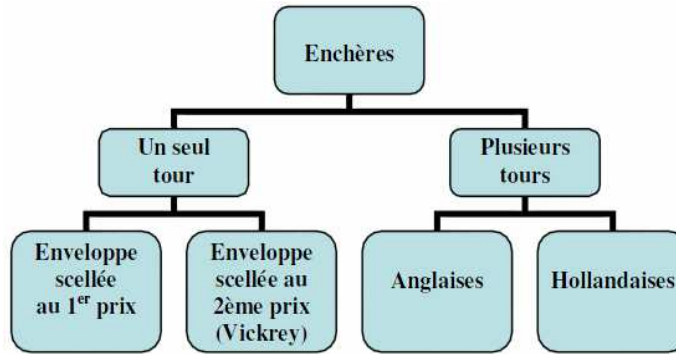 Enchères
Un seul
tour
Plusieurs
tours
Enveloppe
scellée
au 1er prix
Enveloppe
scellée au
2ème prix
(Vickrey)
Anglaises
Hollandaises